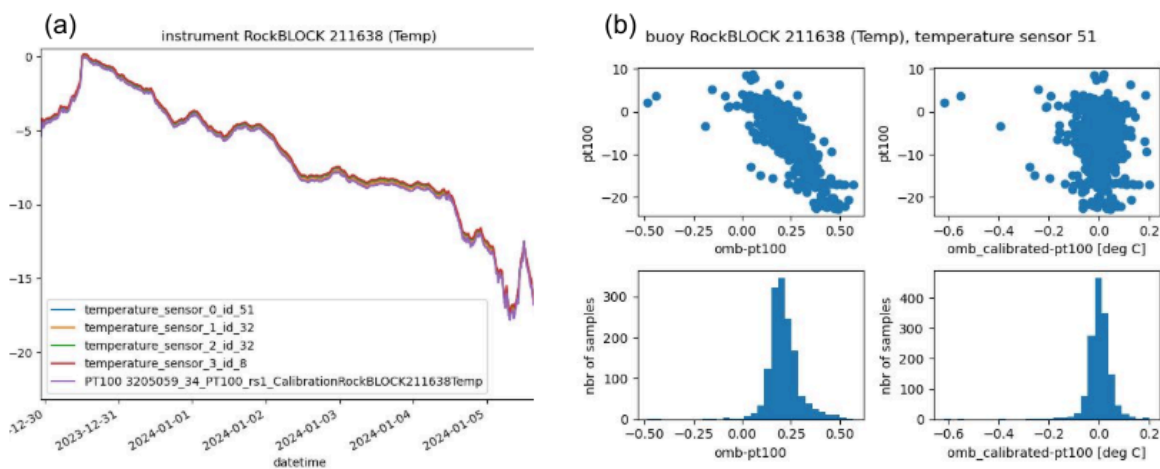 (a)
instrument RockBLOCK 211638 (Temp)
0
−5
−10
−15
−20
temperature_sensor_0_id_51
temperature_sensor_1_id_32
temperature_sensor_2_id_32
temperature_sensor_3_id_8
PT100 3205059_34_PT100_rs1_CalibrationRockBLOCK211638Temp
-12-30
2023-12-31
2024-01-01
2024-01-02
2024-01-03
2024-01-04
2024-01-05
datetime
(b)
buoy RockBLOCK 211638 (Temp), temperature sensor 51
10
0
−10
−20
pt100
−0.50 −0.25 0.00 0.25 0.50
omb-pt100
10
0
−10
−20
pt100
−0.6 −0.4 −0.2 0.0 0.2
omb_calibrated-pt100 [deg C]
300
200
100
0
nbr of samples
−0.50 −0.25 0.00 0.25 0.50
omb-pt100
400
300
200
100
0
nbr of samples
−0.6 −0.4 −0.2 0.0 0.2
omb_calibrated-pt100 [deg C]